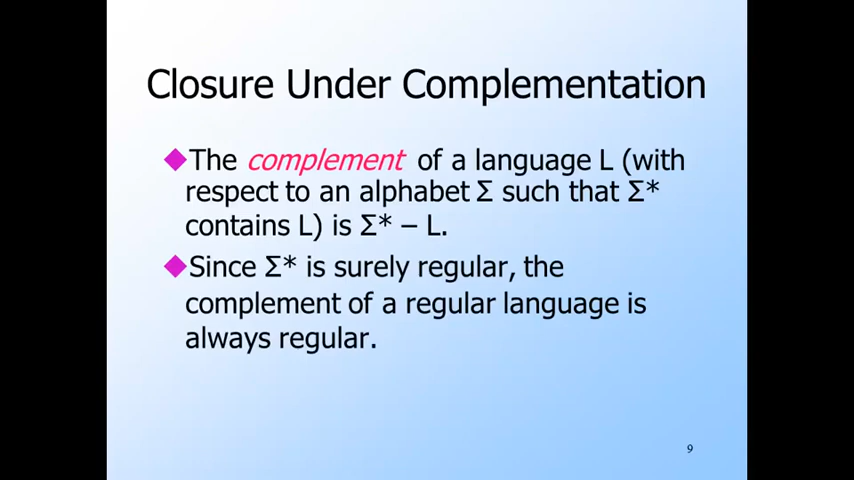 Closure Under Complementation
The complement of a language L (with
respect to an alphabet Σ such that Σ*
contains L) is Σ* – L.
Since Σ* is surely regular, the
complement of a regular language is
always regular.
9